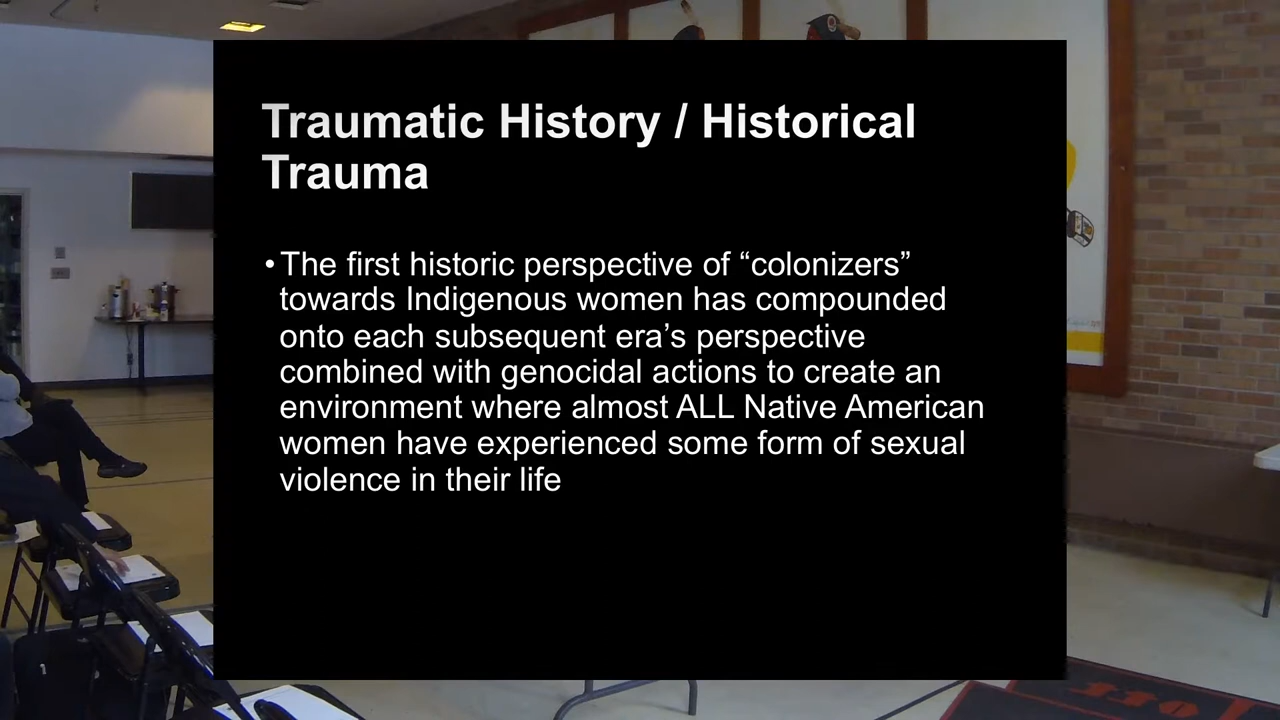 Traumatic History / Historical
Trauma
• The first historic perspective of “colonizers”
towards Indigenous women has compounded
onto each subsequent era’s perspective
combined with genocidal actions to create an
environment where almost ALL Native American
women have experienced some form of sexual
violence in their life